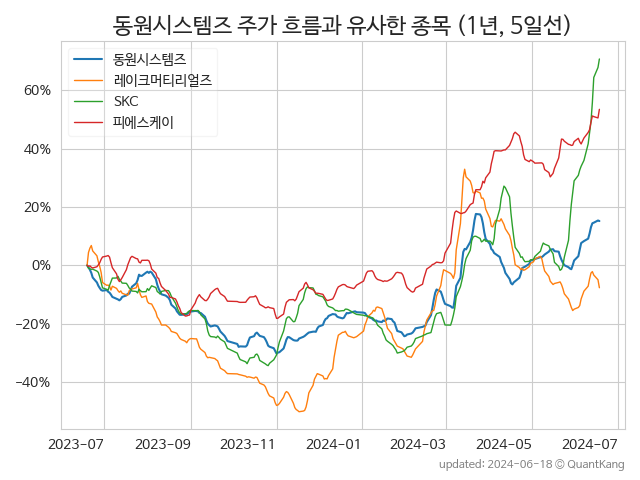 동원시스템즈 주가 흐름과 유사한 종목 (1년, 5일선)
동원시스템즈
레이크머티리얼즈
SKC
피에스케이
60%
40%
20%
0%
−20%
−40%
2023-07 2023-09 2023-11 2024-01 2024-03 2024-05 2024-07
updated: 2024-06-18 © QuantKang